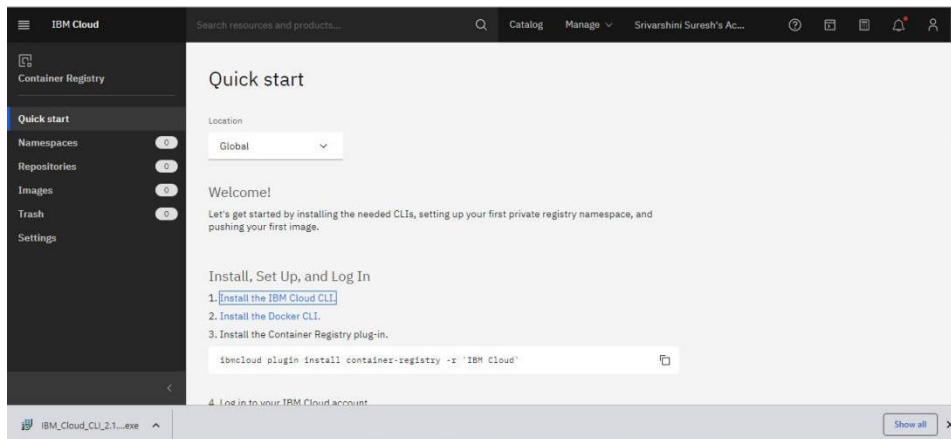 IBM Cloud
Search resources and products...
Catalog
Manage
Srivarshini Suresh's Ac...
Container Registry
Quick start
Namespaces 0
Repositories 0
Images 0
Trash 0
Settings
Quick start
Location
Global
Welcome!
Let's get started by installing the needed CLIs, setting up your first private registry namespace, and
pushing your first image.
Install, Set Up, and Log In
1. Install the IBM Cloud CLI.
2. Install the Docker CLI.
3. Install the Container Registry plug-in.
ibmcloud plugin install container-registry -r 'IBM Cloud'
4. Log in to your IBM Cloud account
IBM_Cloud_CLI_2.1....exe
Show all